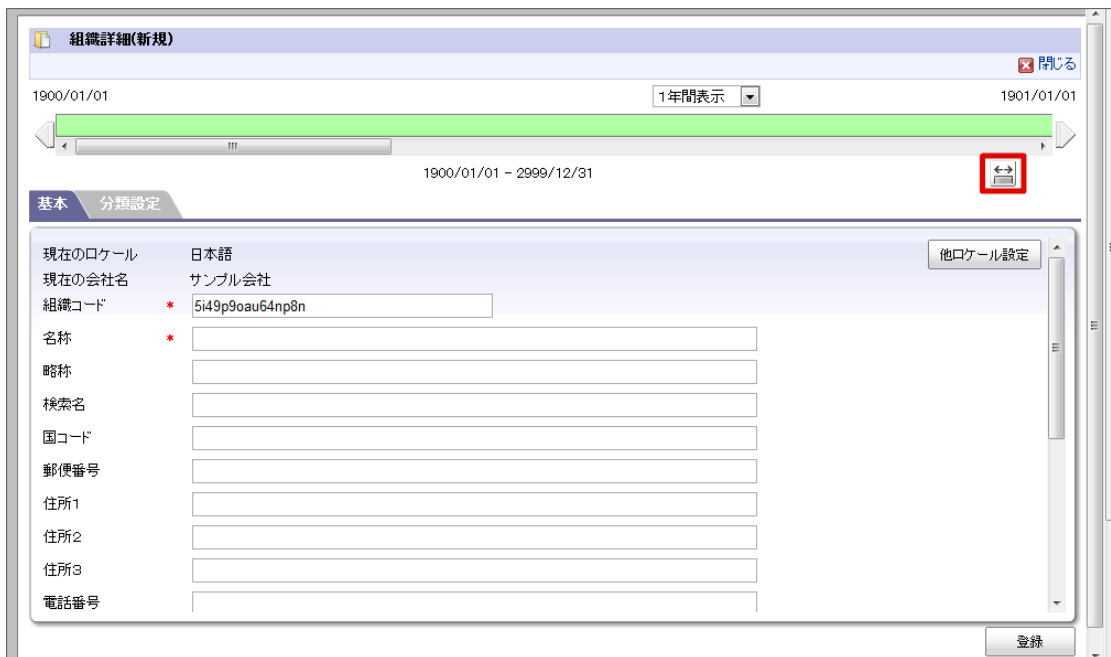 組織詳細(新規)
閉じる
1900/01/01 1年間表示 1901/01/01
1900/01/01 - 2999/12/31
基本 分類設定
現在のロケール 日本語 他ロケール設定
現在の会社名 サンプル会社
組織コード * 5i49p9oau64np8n
名称 *
略称
検索名
国コード
郵便番号
住所1
住所2
住所3
電話番号
登録